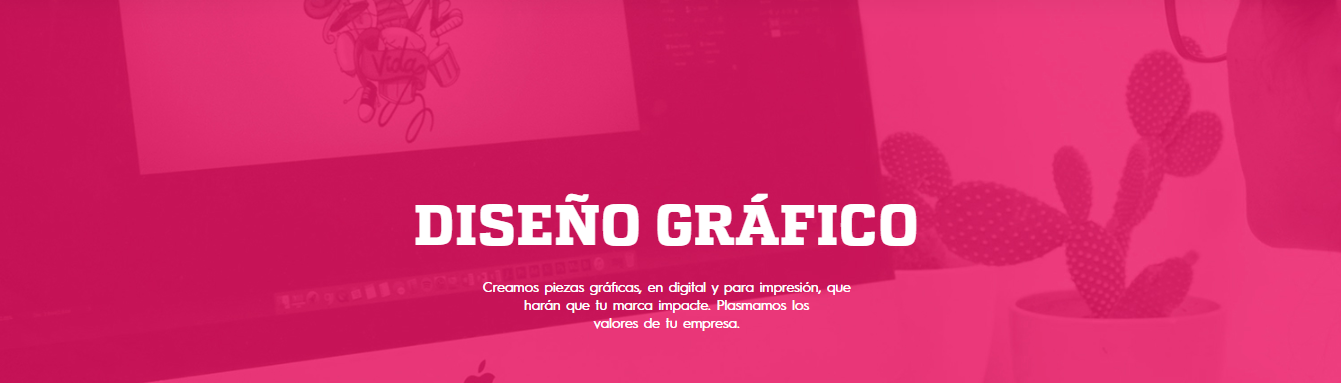 Vida
DISEÑO GRÁFICO
Creamos piezas gráficas, en digital y para impresión, que
harán que tu marca impacte. Plasmamos los
valores de tu empresa.